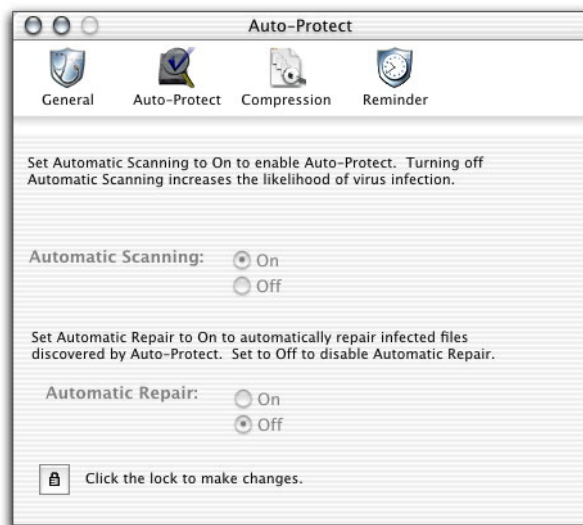 Auto-Protect
General
Auto-Protect
Compression
Reminder
Set Automatic Scanning to On to enable Auto-Protect.  Turning off
Automatic Scanning increases the likelihood of virus infection.
Automatic Scanning:
On
Off
Set Automatic Repair to On to automatically repair infected files
discovered by Auto-Protect.  Set to Off to disable Automatic Repair.
Automatic Repair:
On
Off
Click the lock to make changes.